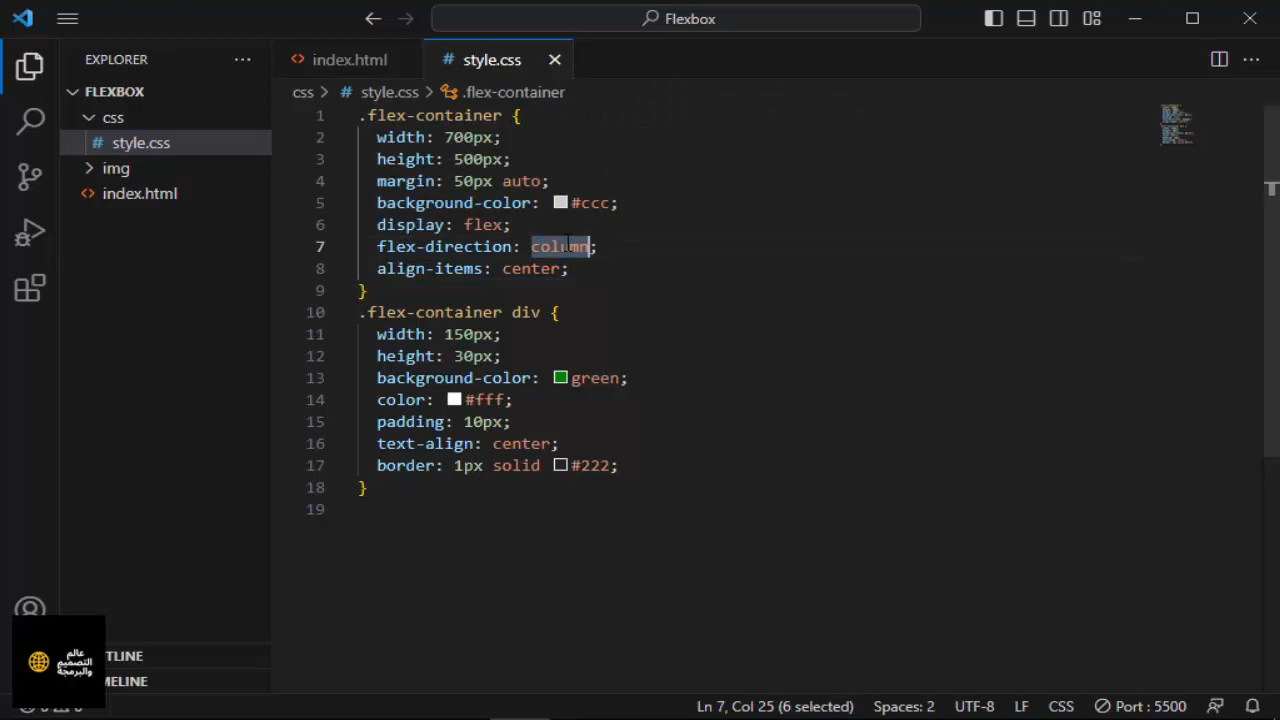 Flexbox
EXPLORER
FLEXBOX
css
style.css
img
index.html
index.html
# style.css
css > # style.css > .flex-container
1 .flex-container {
2 width: 700px;
3 height: 500px;
4 margin: 50px auto;
5 background-color: #ccc;
6 display: flex;
7 flex-direction: column;
8 align-items: center;
9 }
10 .flex-container div {
11 width: 150px;
12 height: 30px;
13 background-color: green;
14 color: #fff;
15 padding: 10px;
16 text-align: center;
17 border: 1px solid #222;
18 }
19
عالم
التصميم
والبرمجة
TLINE
MELINE
Ln 7, Col 25 (6 selected) Spaces: 2 UTF-8 LF CSS Port : 5500